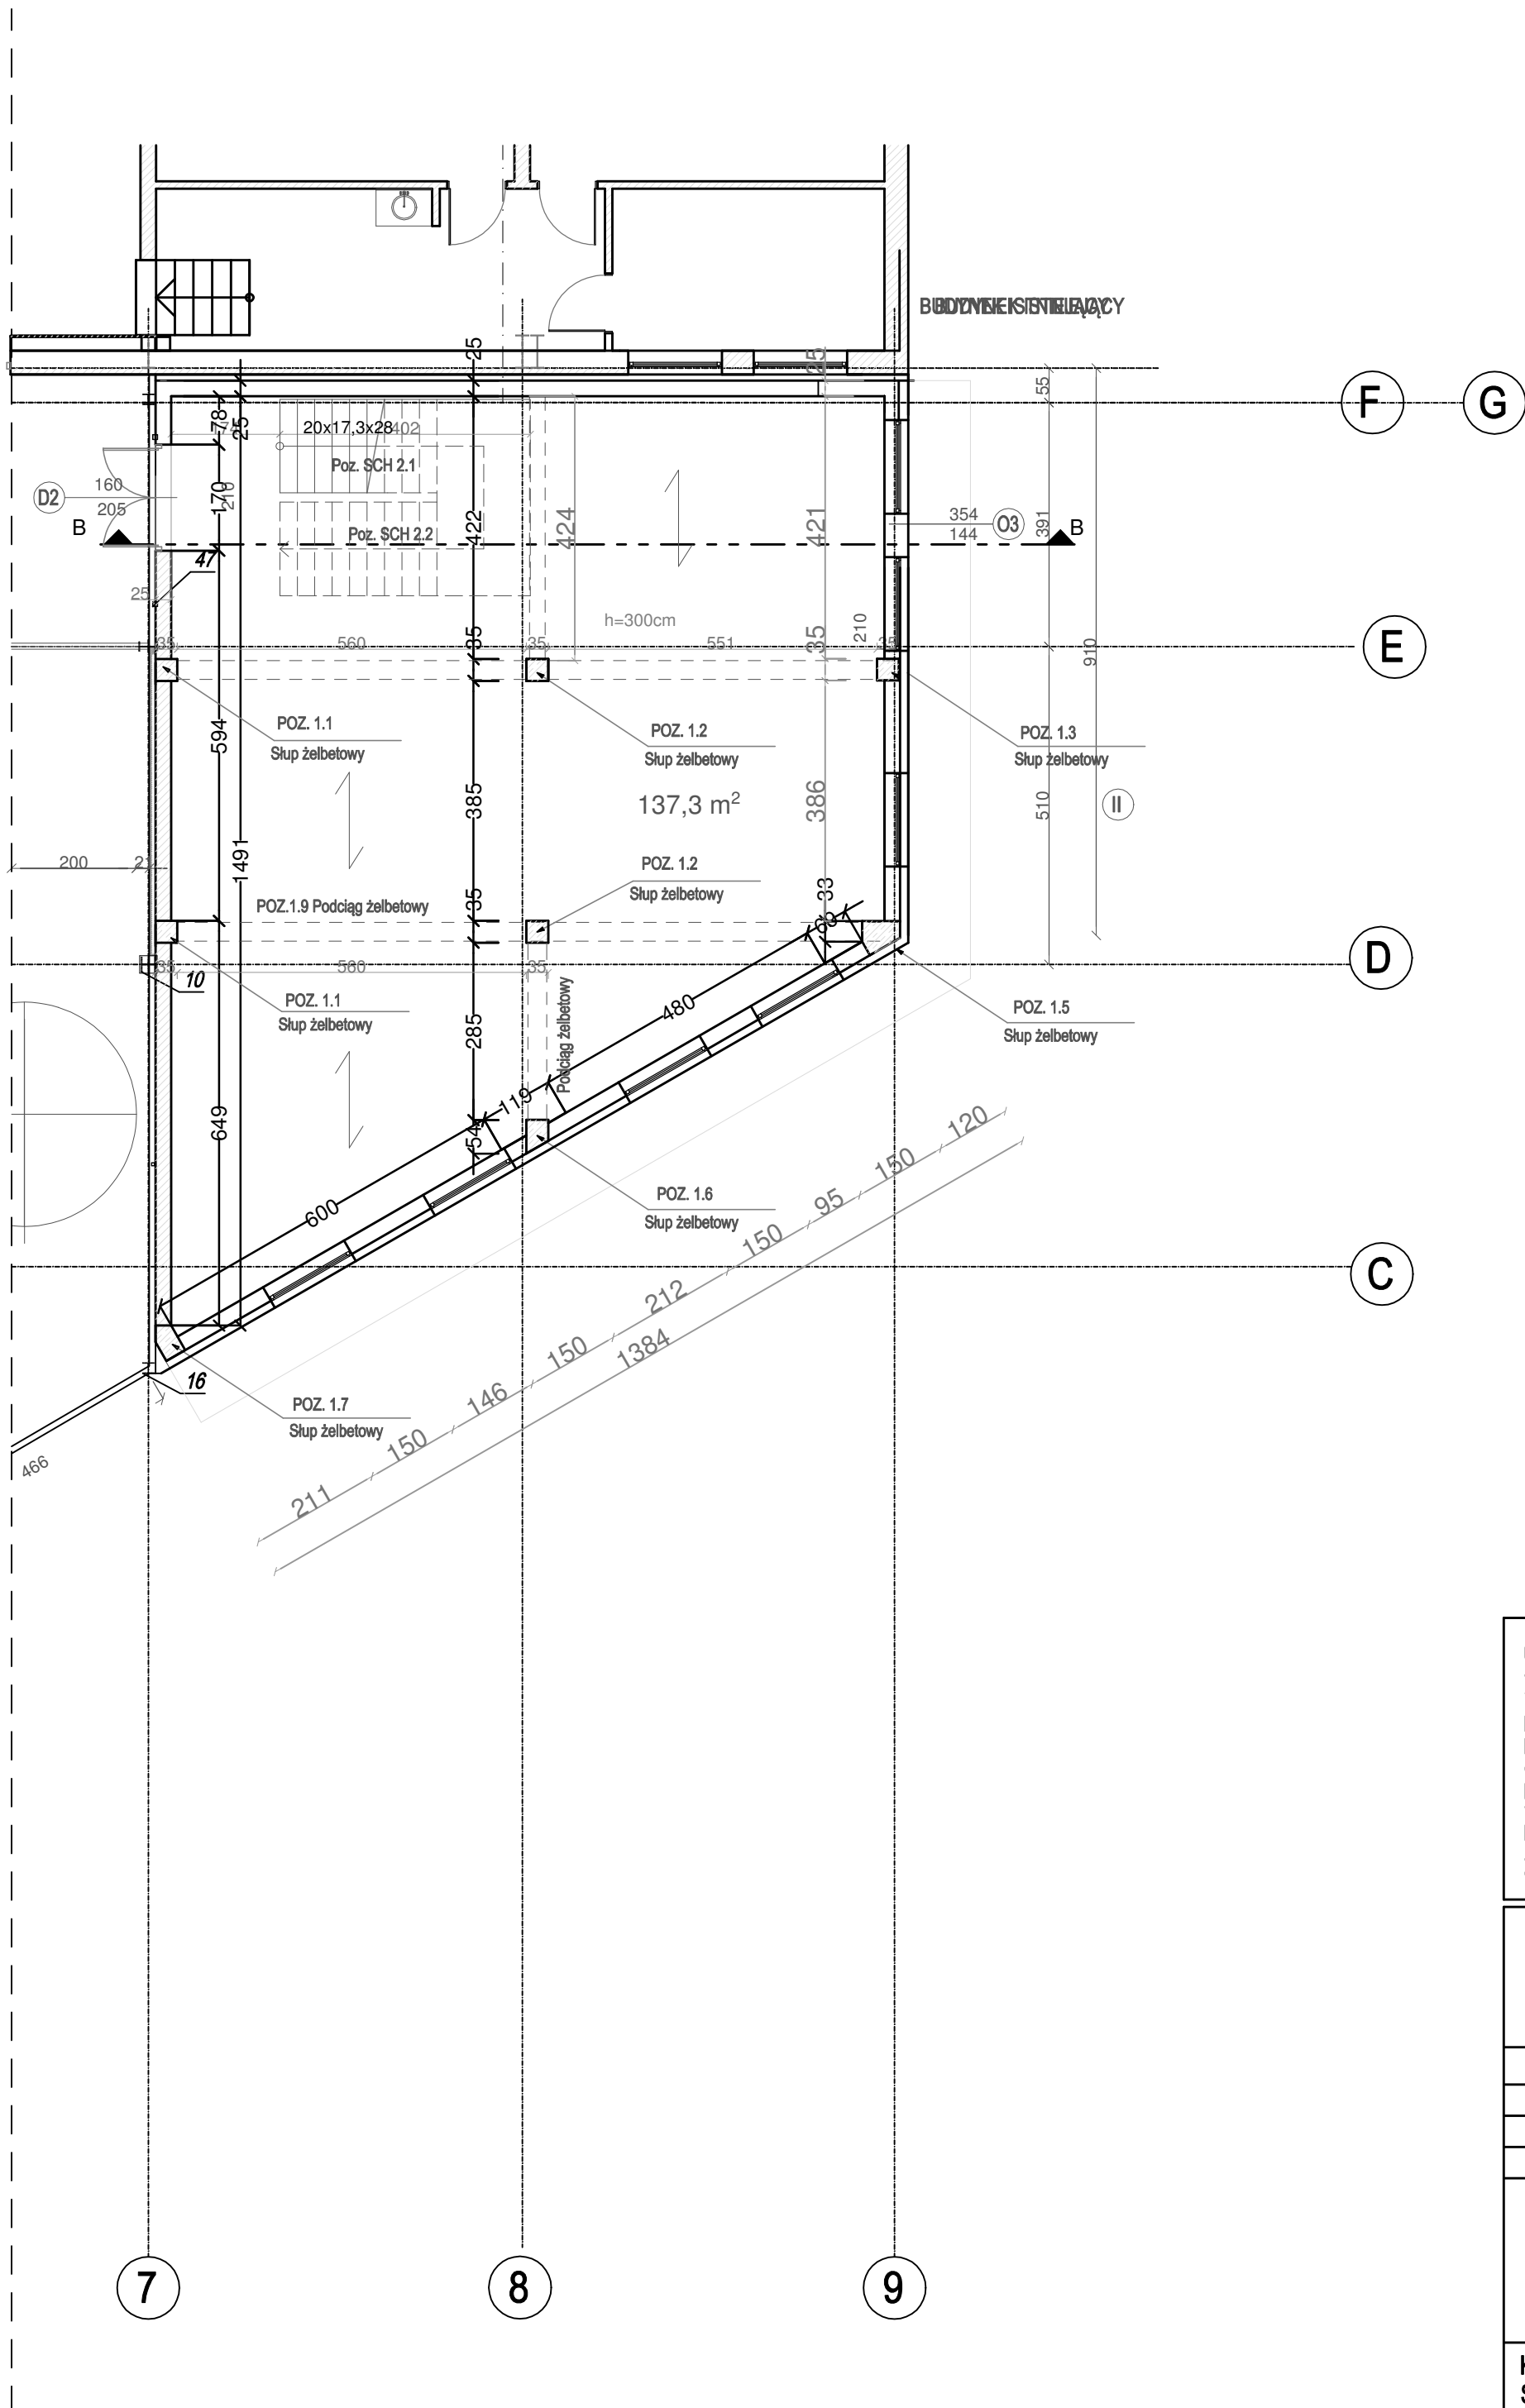 BUDYNEK ISTNIEJĄCY
25
25
55
F
G
78
25
20x17,3x28
402
Poz. SCH 2.1
D2
160
205
170
210
422
424
421
354
144
O3
391
B
B
Poz. SCH 2.2
47
25
h=300cm
210
35
560
35
35
551
35
35
E
910
POZ. 1.1
Słup żelbetowy
POZ. 1.2
Słup żelbetowy
POZ. 1.3
Słup żelbetowy
594
385
137,3 m²
386
510
II
1491
200
21
POZ. 1.2
Słup żelbetowy
POZ.1.9 Podciąg żelbetowy
35
33
63
35
560
35
D
10
POZ. 1.1
Słup żelbetowy
285
Podciąg żelbetowy
480
POZ. 1.5
Słup żelbetowy
649
54
119
120
150
95
150
212
150
146
150
211
1384
600
POZ. 1.6
Słup żelbetowy
C
16
POZ. 1.7
Słup żelbetowy
466
7
8
9